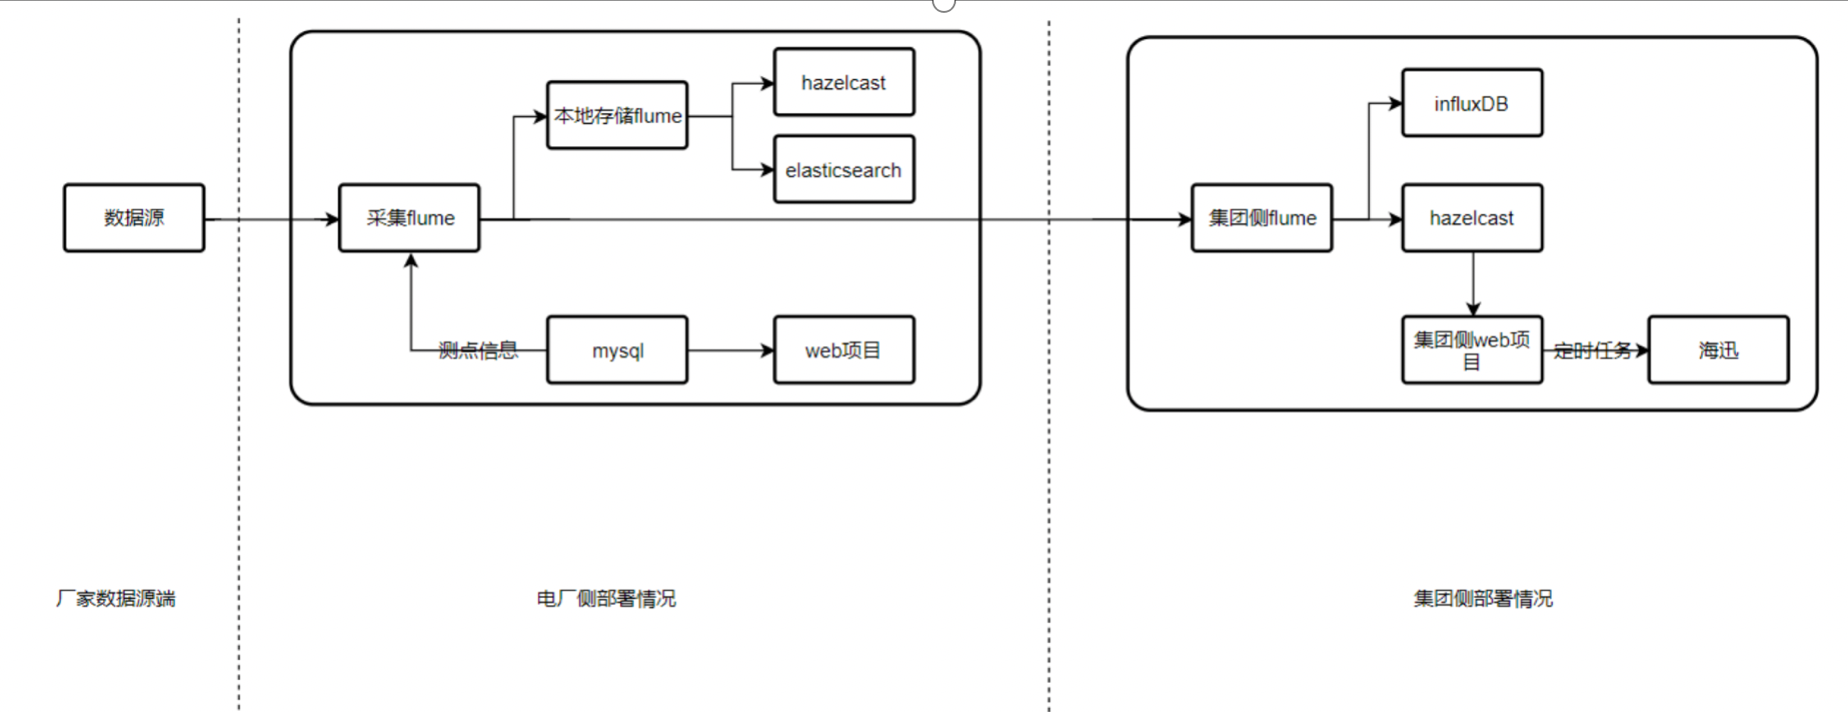 数据源
采集flume
本地存储flume
hazelcast
elasticsearch
测点信息
mysql
web项目
集团侧flume
influxDB
hazelcast
集团侧web项
目
定时任务
海迅
厂家数据源端
电厂侧部署情况
集团侧部署情况